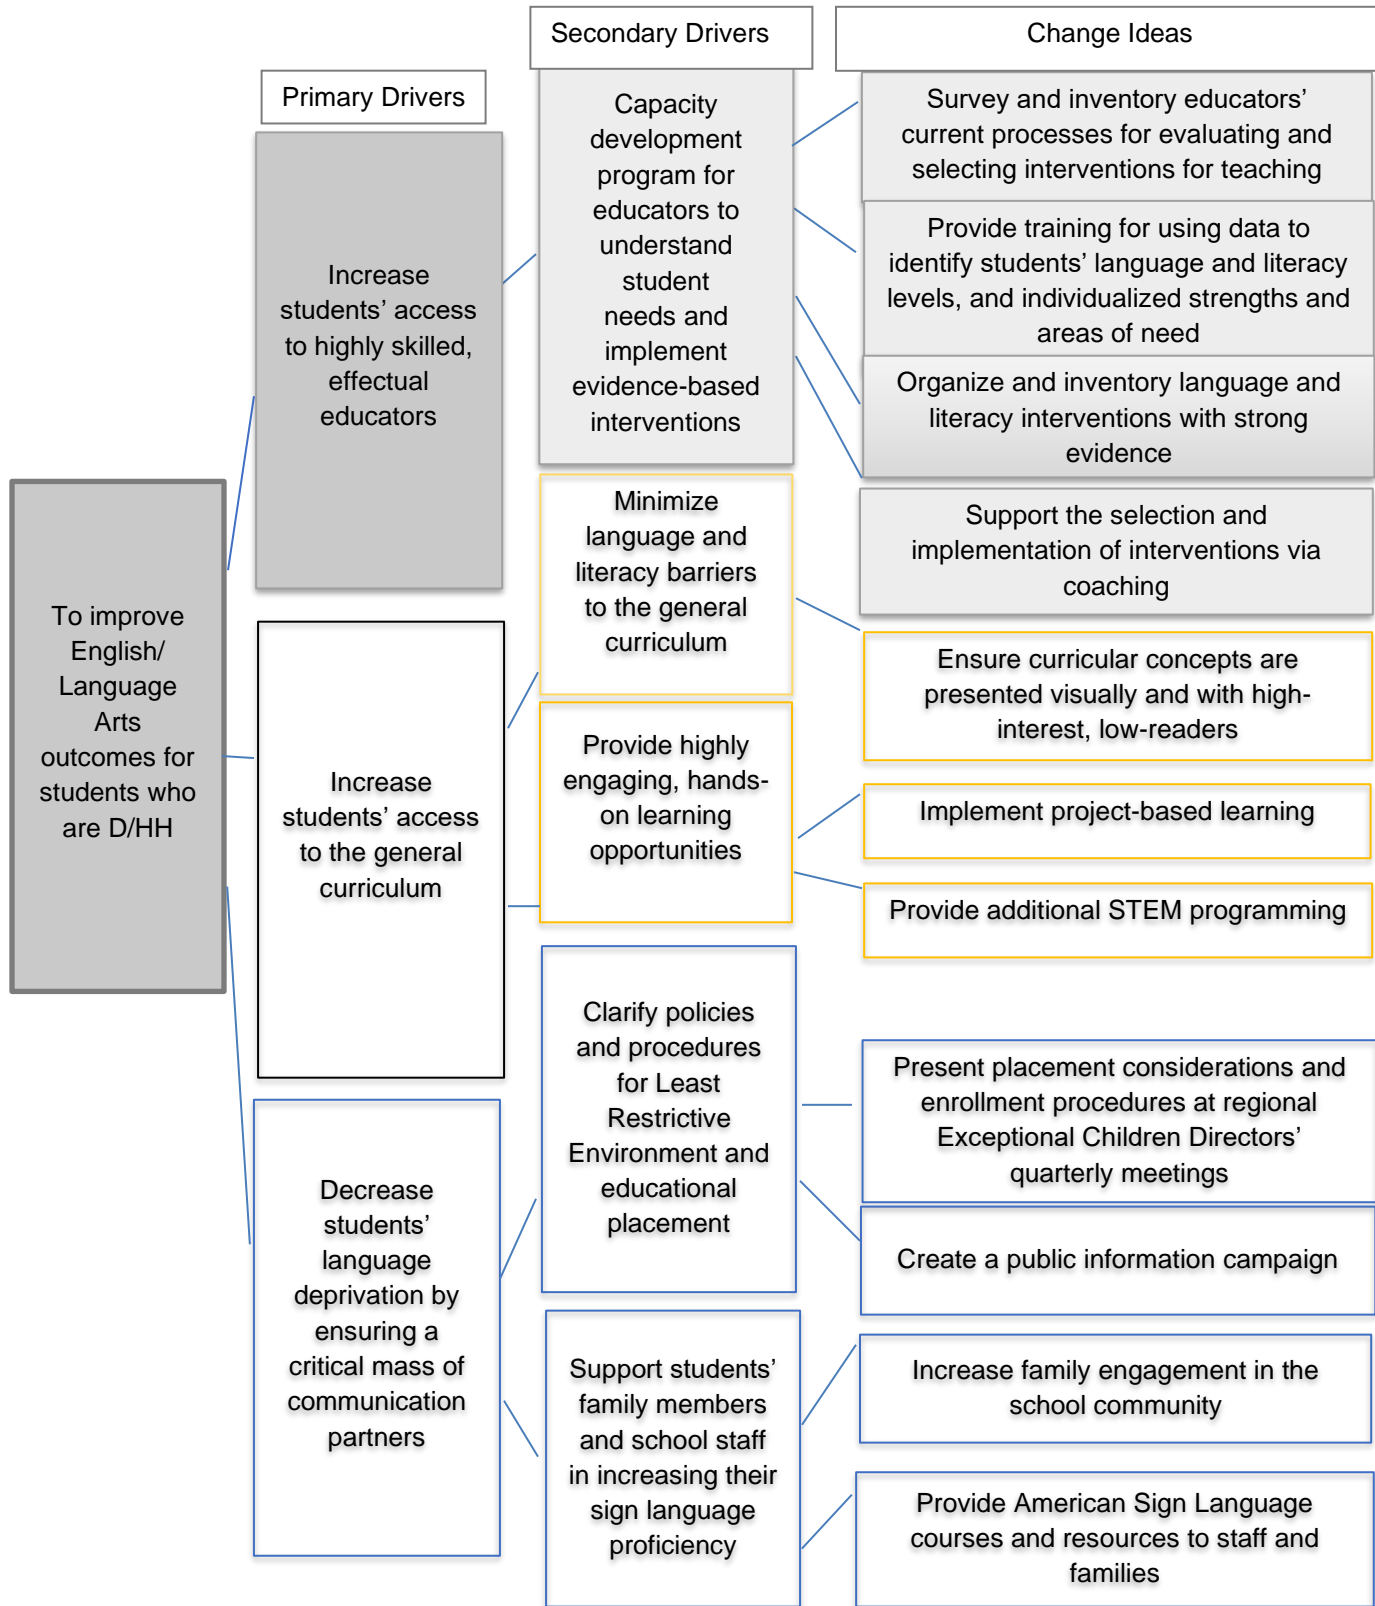 Secondary Drivers
Change Ideas
Primary Drivers
To improve
English/
Language
Arts
outcomes for
students who
are D/HH
Increase
students’ access
to highly skilled,
effectual
educators
Capacity
development
program for
educators to
understand
student
needs and
implement
evidence-based
interventions
Survey and inventory educators’
current processes for evaluating and
selecting interventions for teaching
Provide training for using data to
identify students’ language and literacy
levels, and individualized strengths and
areas of need
Organize and inventory language and
literacy interventions with strong
evidence
Support the selection and
implementation of interventions via
coaching
Increase
students’ access
to the general
curriculum
Minimize
language and
literacy barriers
to the general
curriculum
Ensure curricular concepts are
presented visually and with high-
interest, low-readers
Provide highly
engaging, hands-
on learning
opportunities
Implement project-based learning
Provide additional STEM programming
Decrease
students’
language
deprivation by
ensuring a
critical mass of
communication
partners
Clarify policies
and procedures
for Least
Restrictive
Environment and
educational
placement
Present placement considerations and
enrollment procedures at regional
Exceptional Children Directors’
quarterly meetings
Create a public information campaign
Support students’
family members
and school staff
in increasing their
sign language
proficiency
Increase family engagement in the
school community
Provide American Sign Language
courses and resources to staff and
families